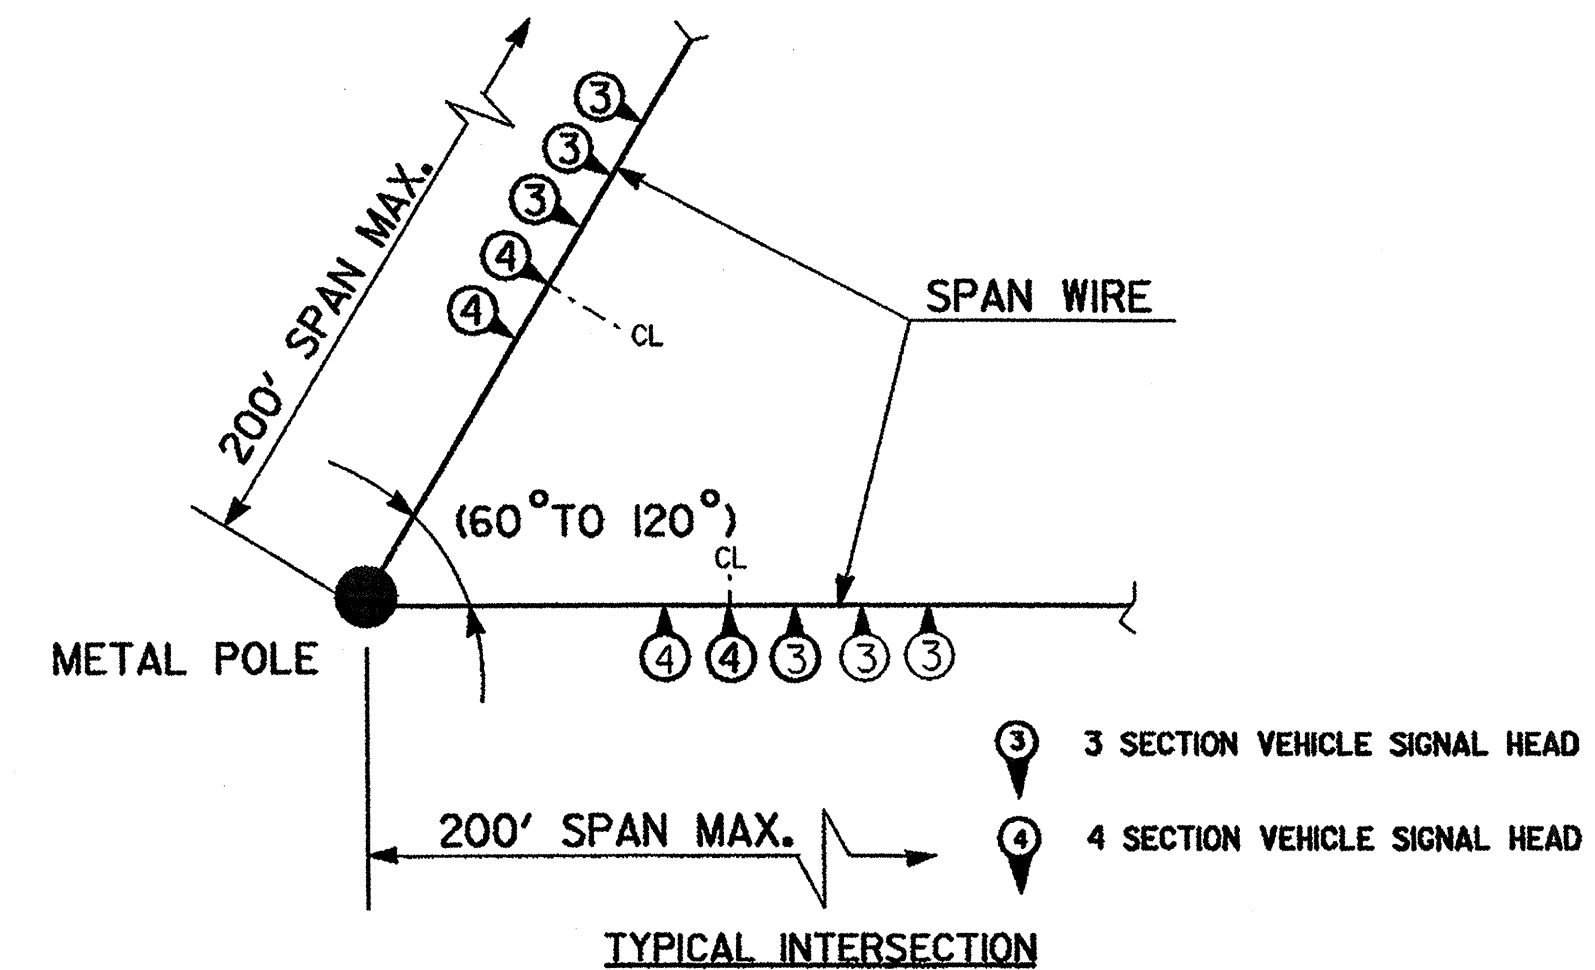 3
3
3
4
4
200' SPAN MAX.
CL
SPAN WIRE
(60°TO 120°)
CL
METAL POLE
4 4 3 3 3
3 3 SECTION VEHICLE SIGNAL HEAD
200' SPAN MAX.
4 4 SECTION VEHICLE SIGNAL HEAD
TYPICAL INTERSECTION